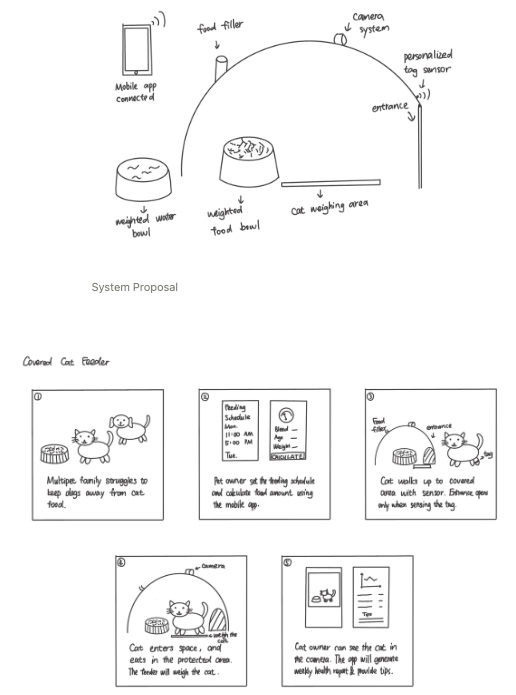 food filler
camera
system
personalized
tag sensor
Mobile app
connected
entrance
weighted water
bowl
weighted
food bowl
cat weighing area
System Proposal
Covered Cat Feeder
①
Multipet family struggles to
keep dogs away from cat
food.
②
Feeding
Schedule
Mon.
11:00 AM
5:00 PM
Tue.
Breed
Age
Weight
CALCULATE
Pet owner set the feeding schedule
and calculate food amount using
the mobile app.
③
Food
filler
entrance
tag
Cat walks up to covered
area with sensor. Entrance opens
only when sensing the tag.
④
camera
Cat enters space, and
eats in the protected area.
The feeder will weigh the cat.
⑤
Tips
Cat owner can see the cat in
the camera. The app will generate
weekly health report & provide tips.